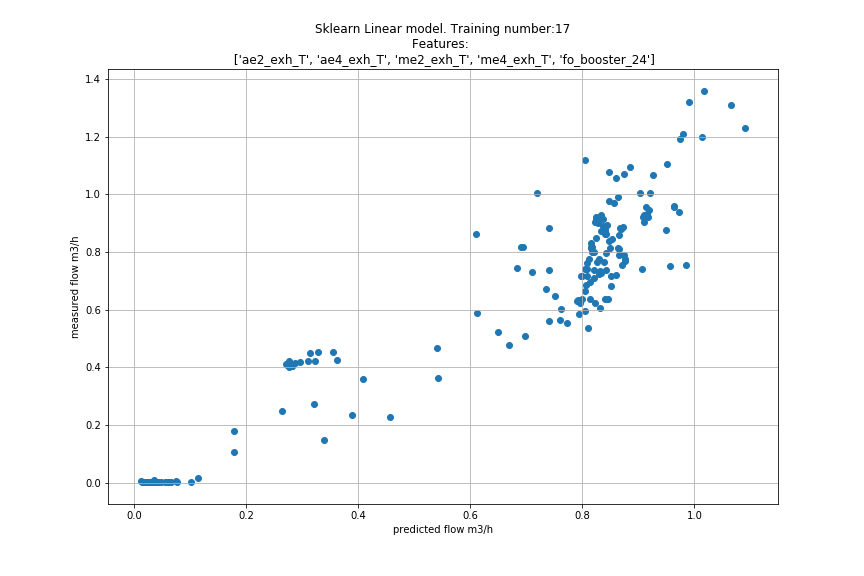 Sklearn Linear model. Training number:17
Features:
['ae2_exh_T', 'ae4_exh_T', 'me2_exh_T', 'me4_exh_T', 'fo_booster_24']
1.4
1.2
1.0
0.8
0.6
0.4
0.2
0.0
measured flow m3/h
0.0 0.2 0.4 0.6 0.8 1.0
predicted flow m3/h